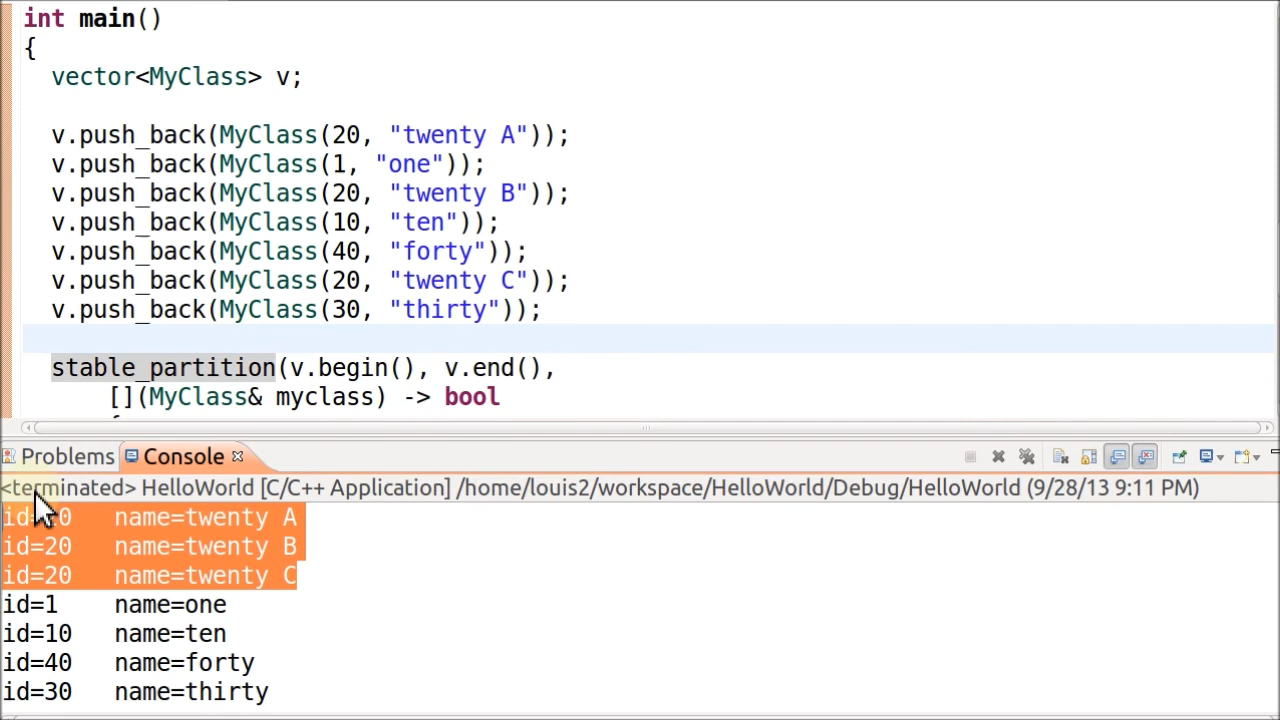 int main()
{
vector<MyClass> v;
v.push_back(MyClass(20, "twenty A"));
v.push_back(MyClass(1, "one"));
v.push_back(MyClass(20, "twenty B"));
v.push_back(MyClass(10, "ten"));
v.push_back(MyClass(40, "forty"));
v.push_back(MyClass(20, "twenty C"));
v.push_back(MyClass(30, "thirty"));
stable_partition(v.begin(), v.end(),
[](MyClass& myclass) -> bool
Problems Console
<terminated> HelloWorld [C/C++ Application] /home/louis2/workspace/HelloWorld/Debug/HelloWorld (9/28/13 9:11 PM)
id=20 name=twenty A
id=20 name=twenty B
id=20 name=twenty C
id=1 name=one
id=10 name=ten
id=40 name=forty
id=30 name=thirty